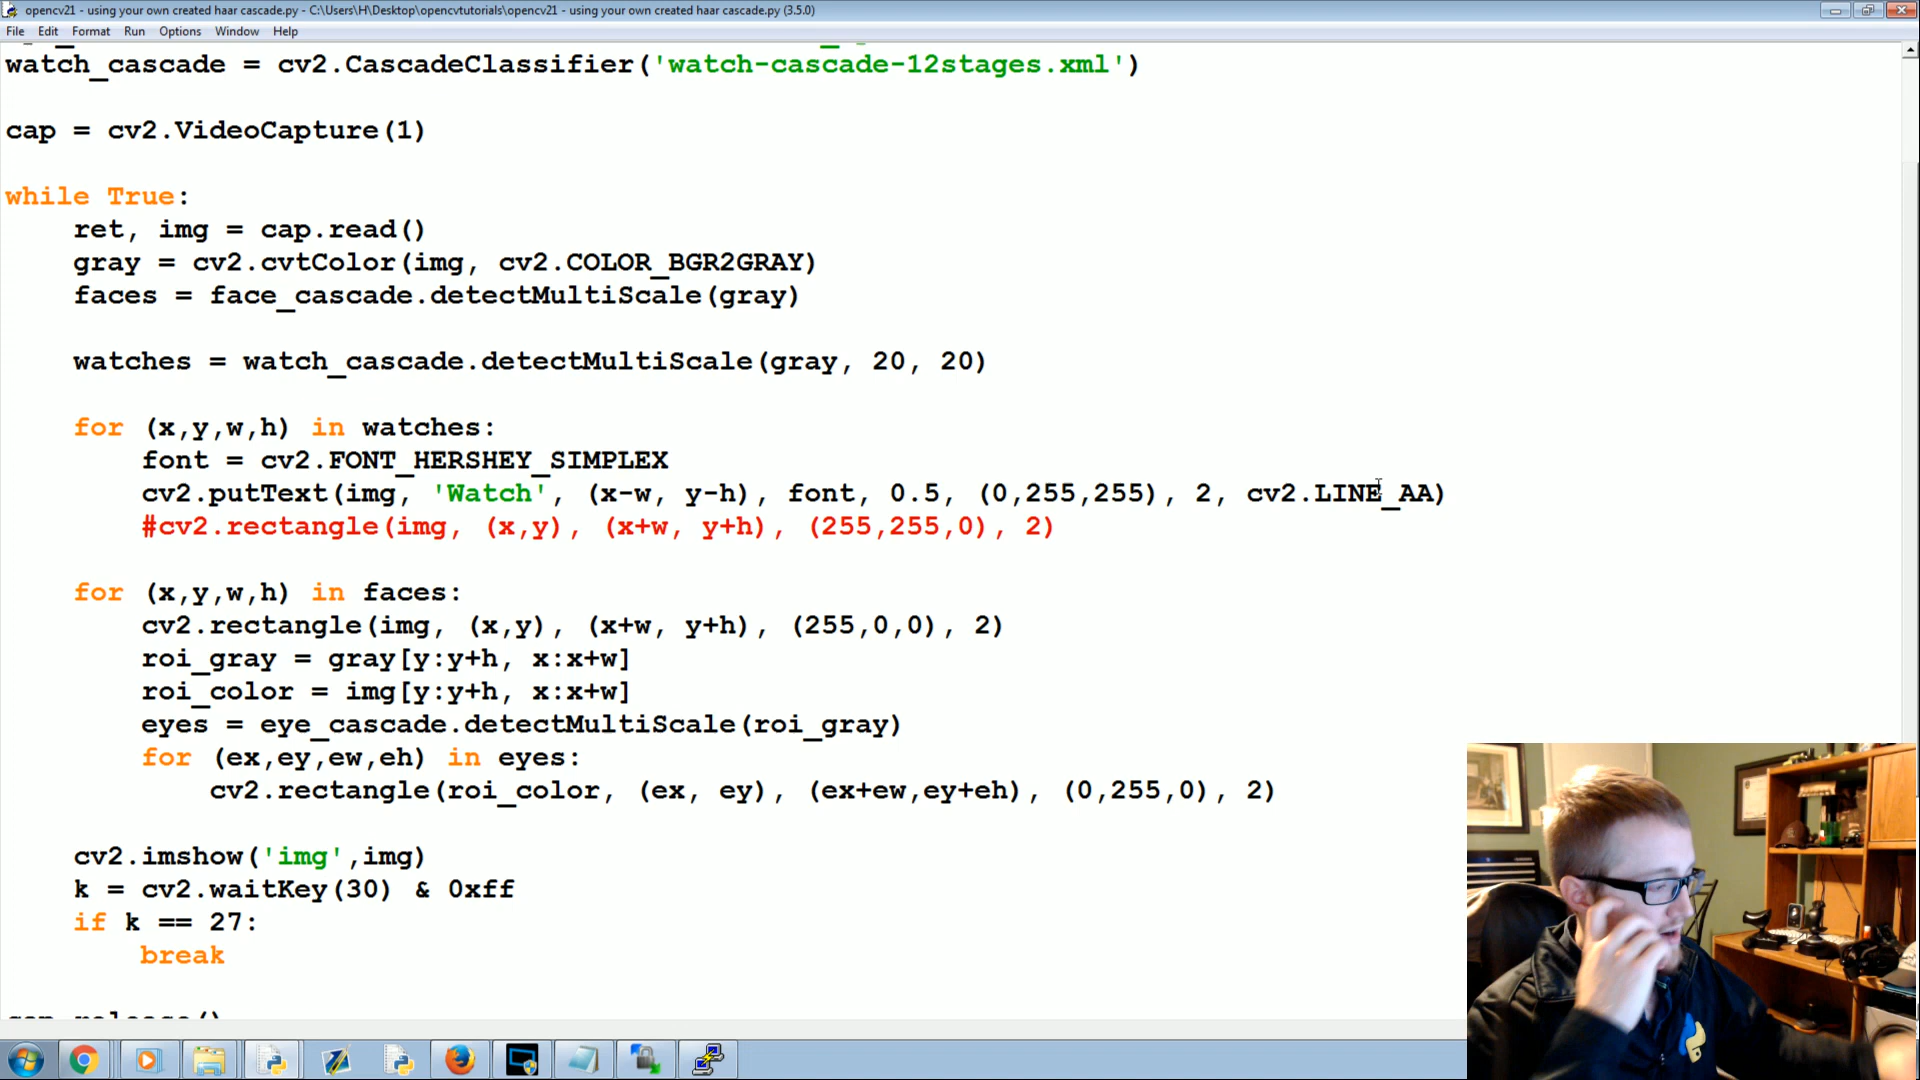 opencv21 - using your own created haar cascade.py - C:\Users\H\Desktop\opencvtutorials\opencv21 - using your own created haar cascade.py (3.5.0)
File Edit Format Run Options Window Help
watch_cascade = cv2.CascadeClassifier('watch-cascade-12stages.xml')
cap = cv2.VideoCapture(1)
while True:
ret, img = cap.read()
gray = cv2.cvtColor(img, cv2.COLOR_BGR2GRAY)
faces = face_cascade.detectMultiScale(gray)
watches = watch_cascade.detectMultiScale(gray, 20, 20)
for (x,y,w,h) in watches:
font = cv2.FONT_HERSHEY_SIMPLEX
cv2.putText(img, 'Watch', (x-w, y-h), font, 0.5, (0,255,255), 2, cv2.LINE_AA)
#cv2.rectangle(img, (x,y), (x+w, y+h), (255,255,0), 2)
for (x,y,w,h) in faces:
cv2.rectangle(img, (x,y), (x+w, y+h), (255,0,0), 2)
roi_gray = gray[y:y+h, x:x+w]
roi_color = img[y:y+h, x:x+w]
eyes = eye_cascade.detectMultiScale(roi_gray)
for (ex,ey,ew,eh) in eyes:
cv2.rectangle(roi_color, (ex, ey), (ex+ew,ey+eh), (0,255,0), 2)
cv2.imshow('img',img)
k = cv2.waitKey(30) & 0xff
if k == 27:
break
cap.release()